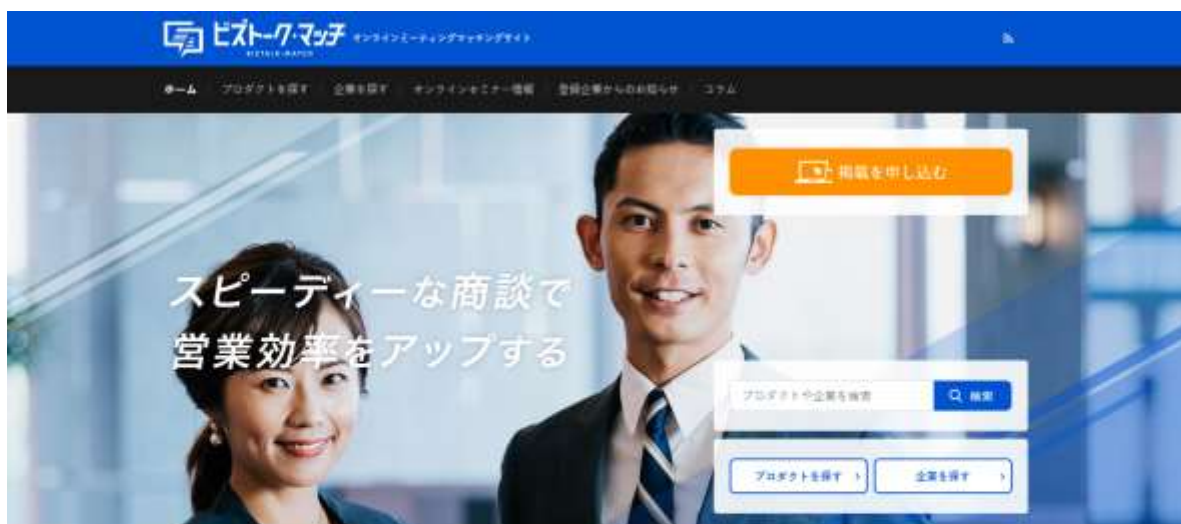 ビズトーク・マッチ オンラインミーティングマッチングサイト
BIZTALK-MATCH
ホーム プロダクトを探す 企業を探す オンラインセミナー情報 登録企業からのお知らせ コラム
掲載を申し込む
スピーディーな商談で
営業効率をアップする
プロダクトや企業を検索 検索
プロダクトを探す 企業を探す